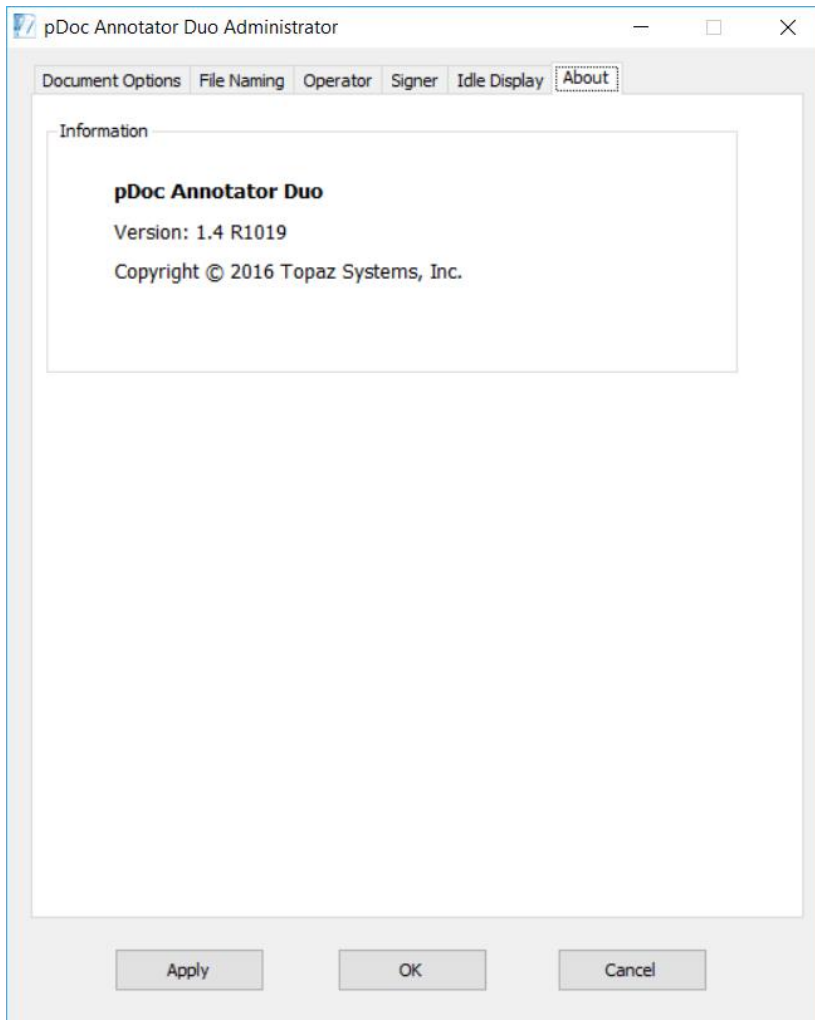 pDoc Annotator Duo Administrator
Document Options File Naming Operator Signer Idle Display About
Information
pDoc Annotator Duo
Version: 1.4 R1019
Copyright © 2016 Topaz Systems, Inc.
Apply OK Cancel